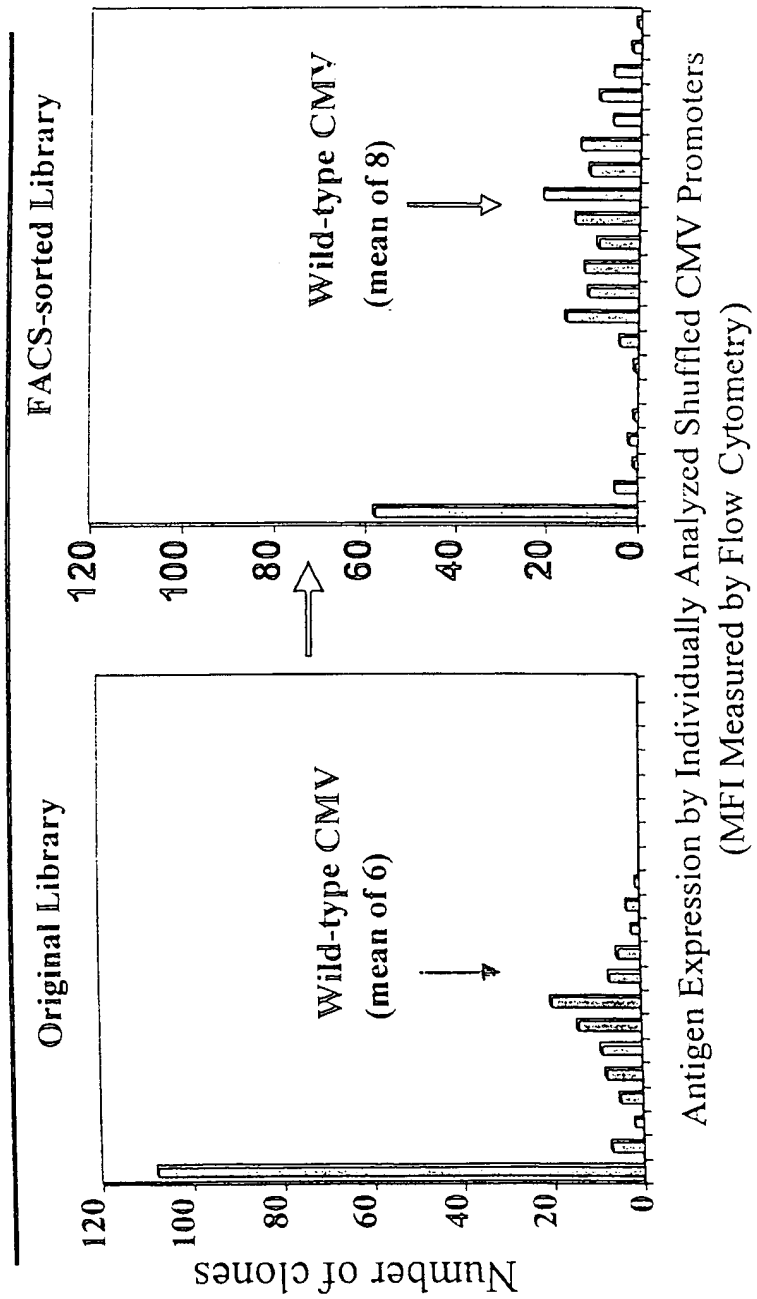 Original Library
FACS-sorted Library
Number of clones
120
100
80
60
40
20
0
Wild-type CMV
(mean of 6)
120
100
80
60
40
20
0
Wild-type CMV
(mean of 8)
Antigen Expression by Individually Analyzed Shuffled CMV Promoters
(MFI Measured by Flow Cytometry)